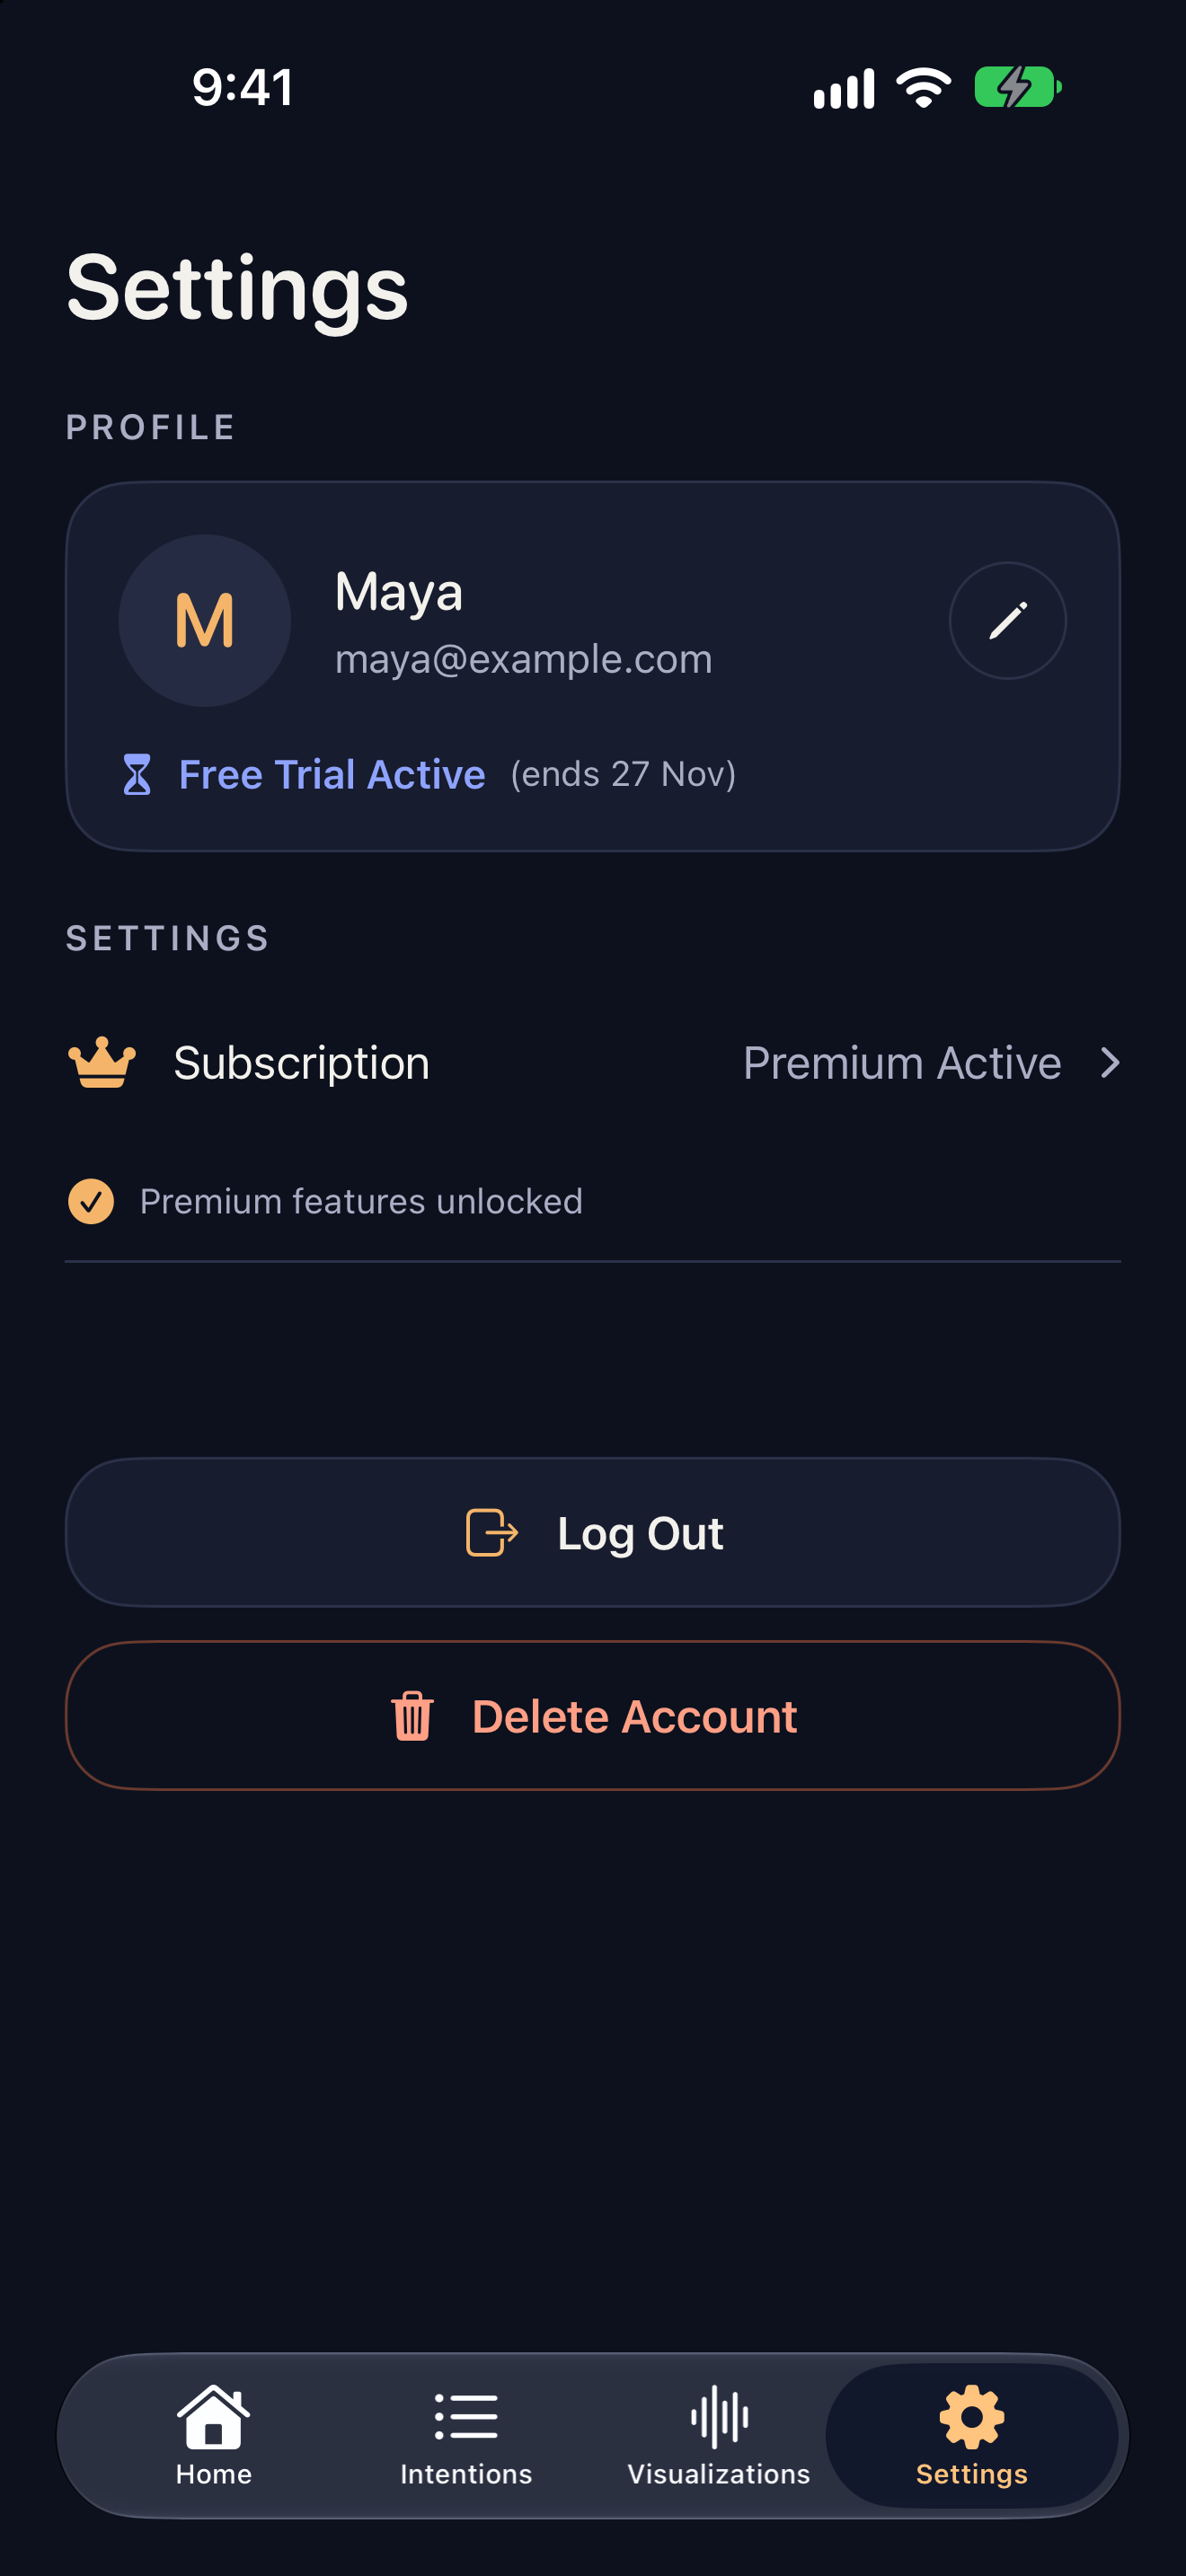 9:41
Settings
PROFILE
M
Maya
maya@example.com
Free Trial Active (ends 27 Nov)
SETTINGS
Subscription Premium Active
Premium features unlocked
Log Out
Delete Account
Home Intentions Visualizations Settings